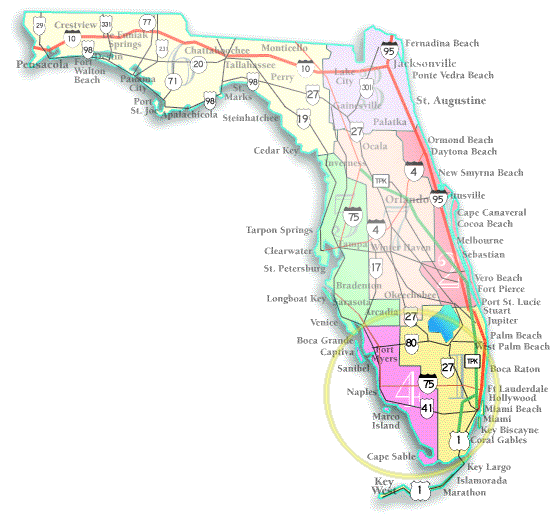 29
Crestview
331
77
De Funiak
Springs
10
98
Destin
Pensacola
Fort
Walton
Beach
231
Panama
City
71
20
Chattahoochee
Tallahassee
Monticello
Perry
10
98
St.
Marks
98
Port
St. Joe
Apalachicola
Steinhatchee
27
19
Cedar Key
95
Fernadina Beach
Jacksonville
Ponte Vedra Beach
Lake
City
301
St. Augustine
Gainesville
Palatka
27
Ormond Beach
Daytona Beach
Ocala
Inverness
4
New Smyrna Beach
TPK
95
Titusville
Orlando
75
Cape Canaveral
Cocoa Beach
Tarpon Springs
4
Melbourne
Clearwater
Tampa
Winter Haven
Sebastian
St. Petersburg
17
Vero Beach
Bradenton
Fort Pierce
Longboat Key
Sarasota
Okeechobee
Port St. Lucie
Arcadia
27
Stuart
Venice
Jupiter
Boca Grande
80
Palm Beach
West Palm Beach
Captiva
Fort
Myers
27
TPK
Sanibel
Boca Raton
4
75
1
Naples
Ft Lauderdale
Hollywood
41
Miami Beach
Marco
Island
Miami
Key Biscayne
1
Coral Gables
Cape Sable
Key Largo
Key
West
1
Islamorada
Marathon